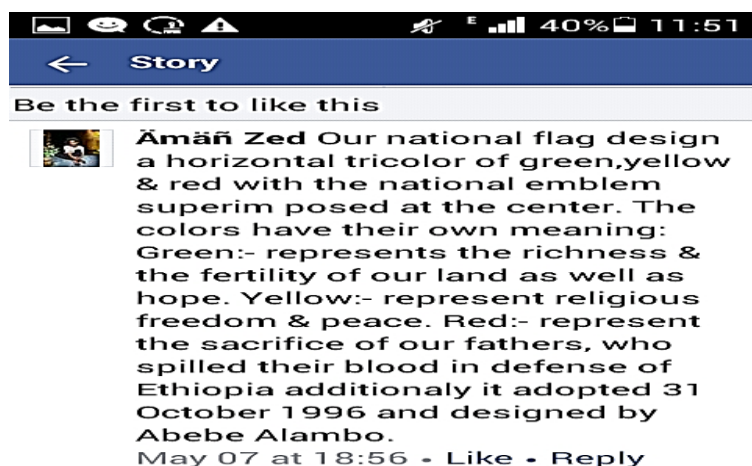 E 40% 11:51
Story
Be the first to like this
Ämäñ Zed Our national flag design
a horizontal tricolor of green,yellow
& red with the national emblem
superim posed at the center. The
colors have their own meaning:
Green:- represents the richness &
the fertility of our land as well as
hope. Yellow:- represent religious
freedom & peace. Red:- represent
the sacrifice of our fathers, who
spilled their blood in defense of
Ethiopia additionaly it adopted 31
October 1996 and designed by
Abebe Alambo.
May 07 at 18:56 • Like • Reply